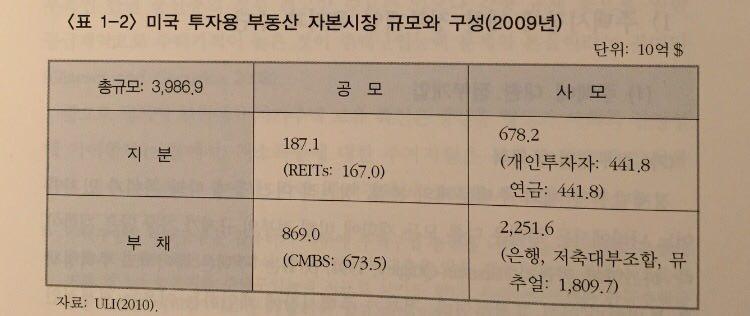 〈표 1-2〉 미국 투자용 부동산 자본시장 규모와 구성(2009년)
단위: 10억 $
총규모: 3,986.9 공 모 사 모
지 분 187.1 678.2
(REITs: 167.0) (개인투자자: 441.8
연금: 441.8)
부 채 869.0 2,251.6
(CMBS: 673.5) (은행, 저축대부조합, 뮤
추얼: 1,809.7)
자료: ULI(2010).